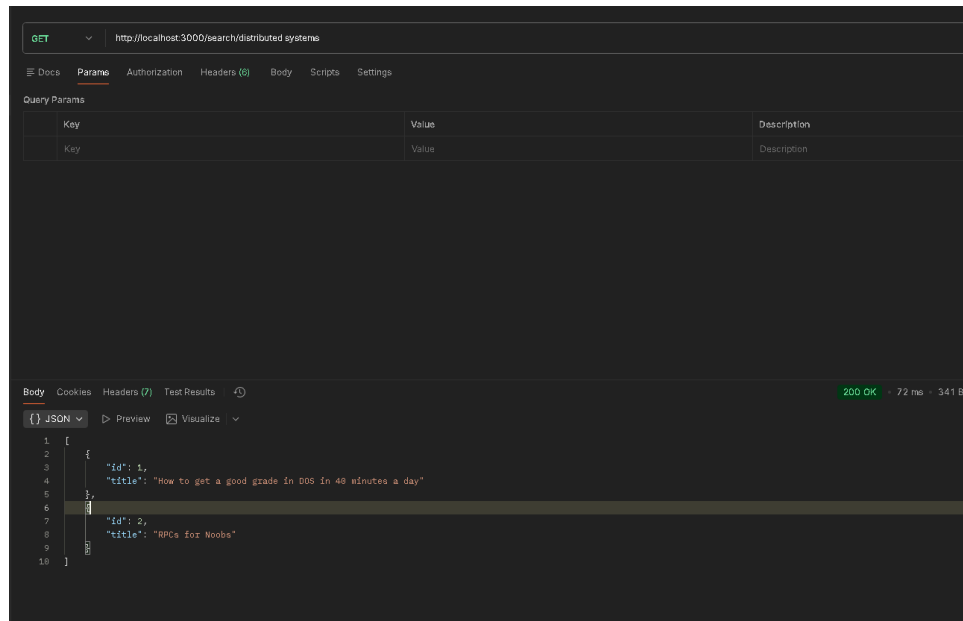 GET http://localhost:3000/search/distributed systems
Docs Params Authorization Headers (6) Body Scripts Settings
Query Params
Key Value Description
Key Value Description
Body Cookies Headers (7) Test Results 200 OK • 72 ms • 341 B
{} JSON Preview Visualize
1 [
2 {
3 "id": 1,
4 "title": "How to get a good grade in DOS in 40 minutes a day"
5 },
6 {
7 "id": 2,
8 "title": "RPCs for Noobs"
9 }
10 ]